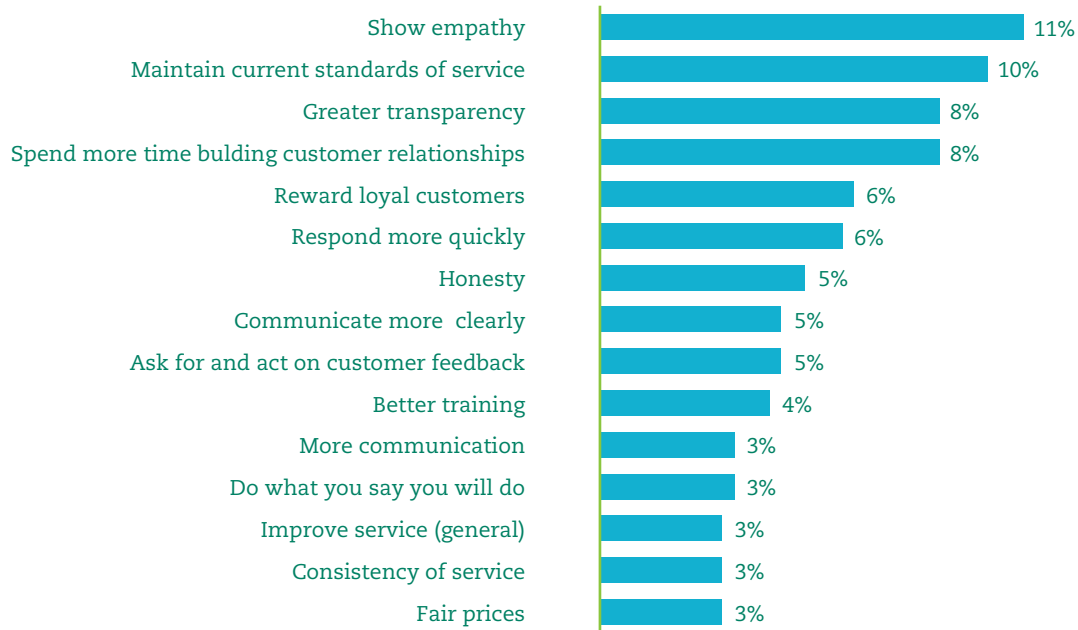 Show empathy 11%
Maintain current standards of service 10%
Greater transparency 8%
Spend more time bulding customer relationships 8%
Reward loyal customers 6%
Respond more quickly 6%
Honesty 5%
Communicate more  clearly 5%
Ask for and act on customer feedback 5%
Better training 4%
More communication 3%
Do what you say you will do 3%
Improve service (general) 3%
Consistency of service 3%
Fair prices 3%